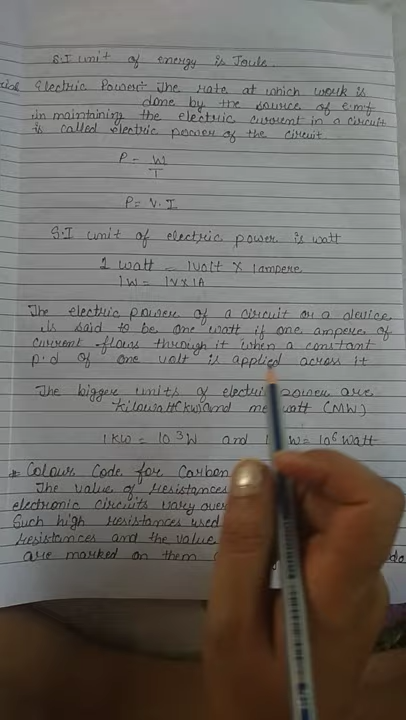 S.I unit of energy is Joule.
Electric Power:- The rate at which work is
done by the source of e.m.f
in maintaining the electric current in a circuit
is called electric power of the circuit
P = W
T
P = V.I
S.I unit of electric power is watt
1 watt = 1 volt × 1 ampere
1W = 1V × 1A
The electric power of a circuit or a device
is said to be one watt if one ampere of
current flows through it when a constant
p.d of one volt is applied across it
The bigger units of electric power are
kilowatt(kw) and me watt (MW)
1KW = 10³W and 1 W = 10⁶ watt
* Colour Code for Carbon
The value of resistances
electronic circuits vary over
Such high resistances used
resistances and the value
are marked on them